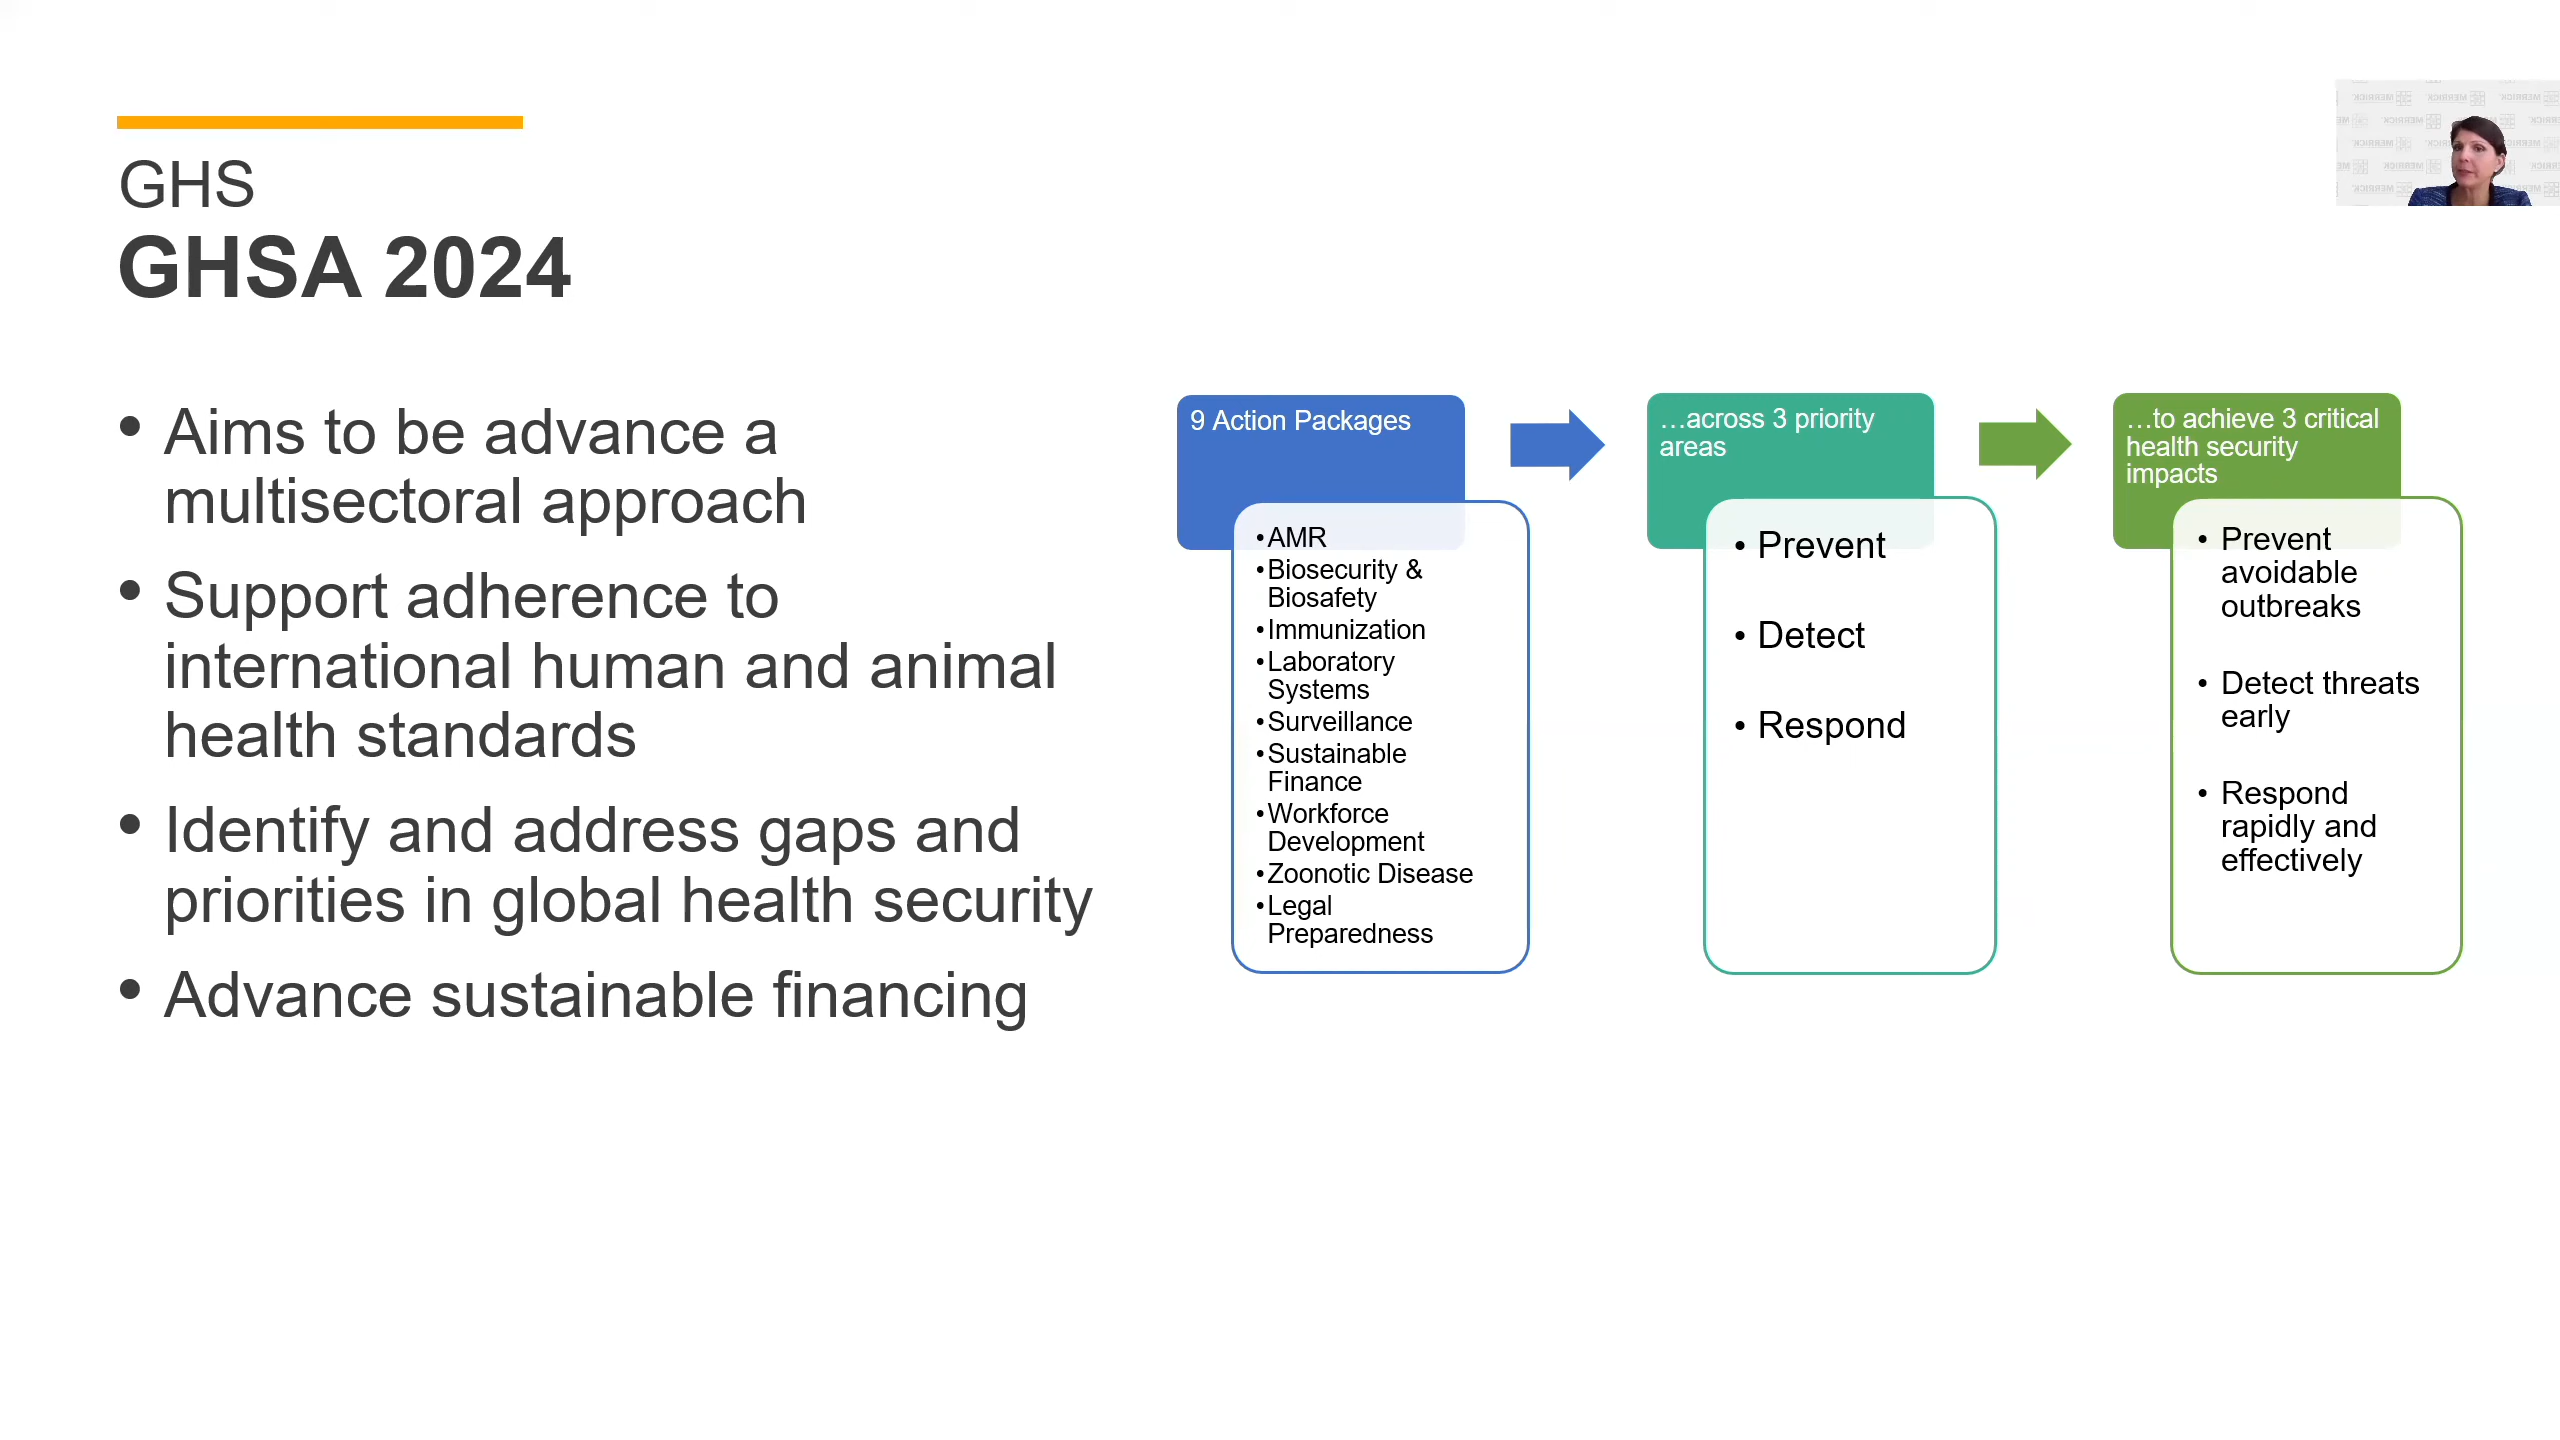 GHS
GHSA 2024
• Aims to be advance a
multisectoral approach
• Support adherence to
international human and animal
health standards
• Identify and address gaps and
priorities in global health security
• Advance sustainable financing
9 Action Packages
•AMR
•Biosecurity &
Biosafety
•Immunization
•Laboratory
Systems
•Surveillance
•Sustainable
Finance
•Workforce
Development
•Zoonotic Disease
•Legal
Preparedness
…across 3 priority
areas
• Prevent
• Detect
• Respond
…to achieve 3 critical
health security
impacts
• Prevent
avoidable
outbreaks
• Detect threats
early
• Respond
rapidly and
effectively
MERRICK